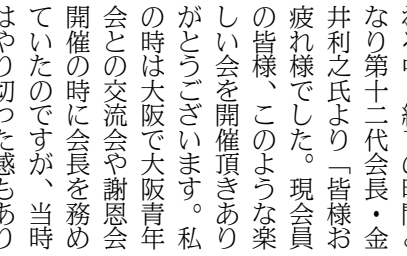 なり第十二代会長・金
井利之氏より「皆様お
疲れ様でした。現会員
の皆様、このような楽
しい会を開催頂きあり
がとうございます。私
の時は大阪で大阪青年
会との交流会や謝恩会
開催の時に会長を務め
ていたのですが、当時
はやり切った感もあり